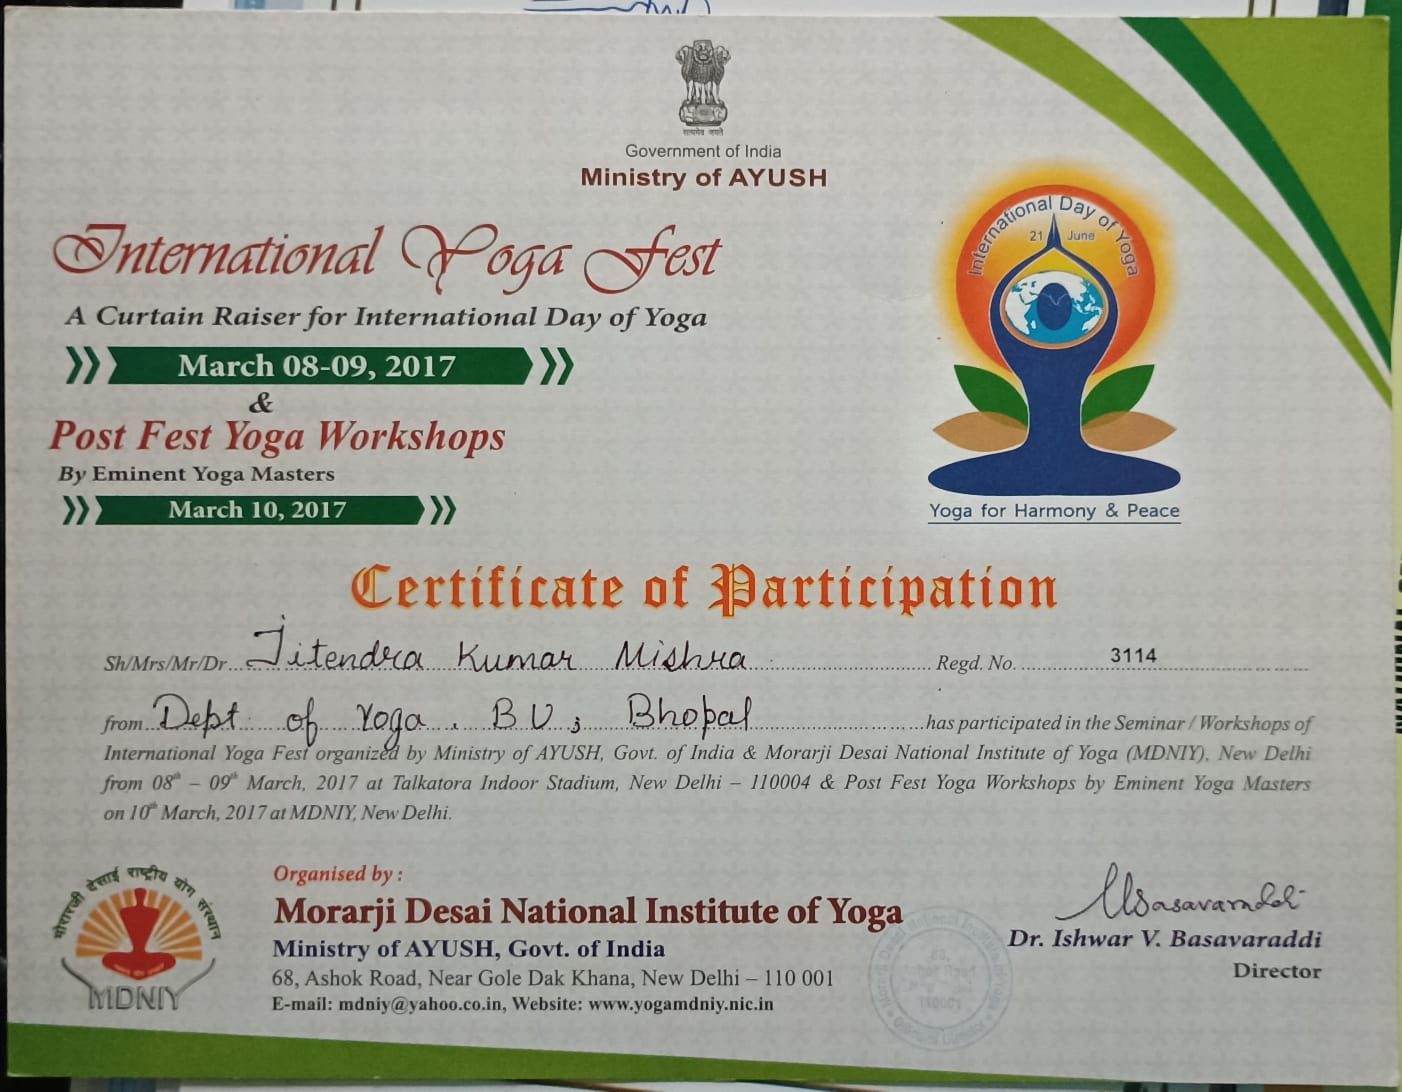 सत्यमेव जयते
Government of India
Ministry of AYUSH
International Yoga Fest
A Curtain Raiser for International Day of Yoga
March 08-09, 2017
&
Post Fest Yoga Workshops
By Eminent Yoga Masters
March 10, 2017
International Day of Yoga
21 June
Yoga for Harmony & Peace
Certificate of Participation
Sh/Mrs/Mr/Dr... Jitendra Kumar Mishra ... Regd. No. ... 3114
from... Dept. of Yoga, BU, Bhopal ... has participated in the Seminar / Workshops of
International Yoga Fest organized by Ministry of AYUSH, Govt. of India & Morarji Desai National Institute of Yoga (MDNIY), New Delhi
from 08th – 09th March, 2017 at Talkatora Indoor Stadium, New Delhi – 110004 & Post Fest Yoga Workshops by Eminent Yoga Masters
on 10th March, 2017 at MDNIY, New Delhi.
मोरारजी देसाई राष्ट्रीय योग संस्थान
MDNIY
Organised by :
Morarji Desai National Institute of Yoga
Ministry of AYUSH, Govt. of India
68, Ashok Road, Near Gole Dak Khana, New Delhi – 110 001
E-mail: mdniy@yahoo.co.in, Website: www.yogamdniy.nic.in
Basavaraddi
Dr. Ishwar V. Basavaraddi
Director